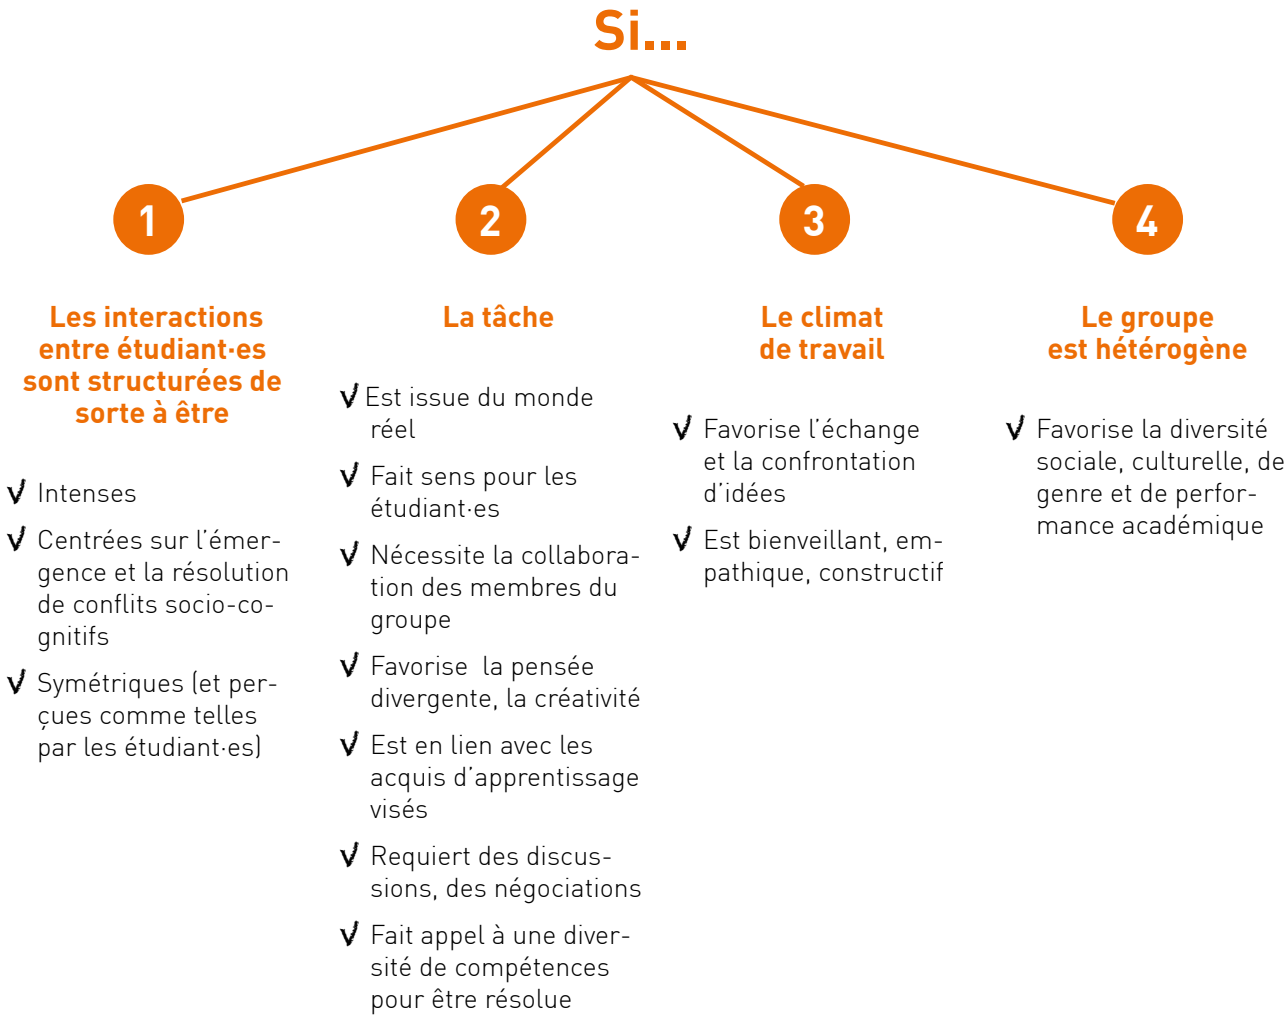 Si...
1
Les interactions
entre étudiant·es
sont structurées de
sorte à être
Intenses
Centrées sur l'émer-
gence et la résolution
de conflits socio-co-
gnitifs
Symétriques (et per-
çues comme telles
par les étudiant·es)
2
La tâche
Est issue du monde
réel
Fait sens pour les
étudiant·es
Nécessite la collabora-
tion des membres du
groupe
Favorise la pensée
divergente, la créativité
Est en lien avec les
acquis d'apprentissage
visés
Requiert des discus-
sions, des négociations
Fait appel à une diver-
sité de compétences
pour être résolue
3
Le climat
de travail
Favorise l'échange
et la confrontation
d'idées
Est bienveillant, em-
pathique, constructif
4
Le groupe
est hétérogène
Favorise la diversité
sociale, culturelle, de
genre et de perfor-
mance académique